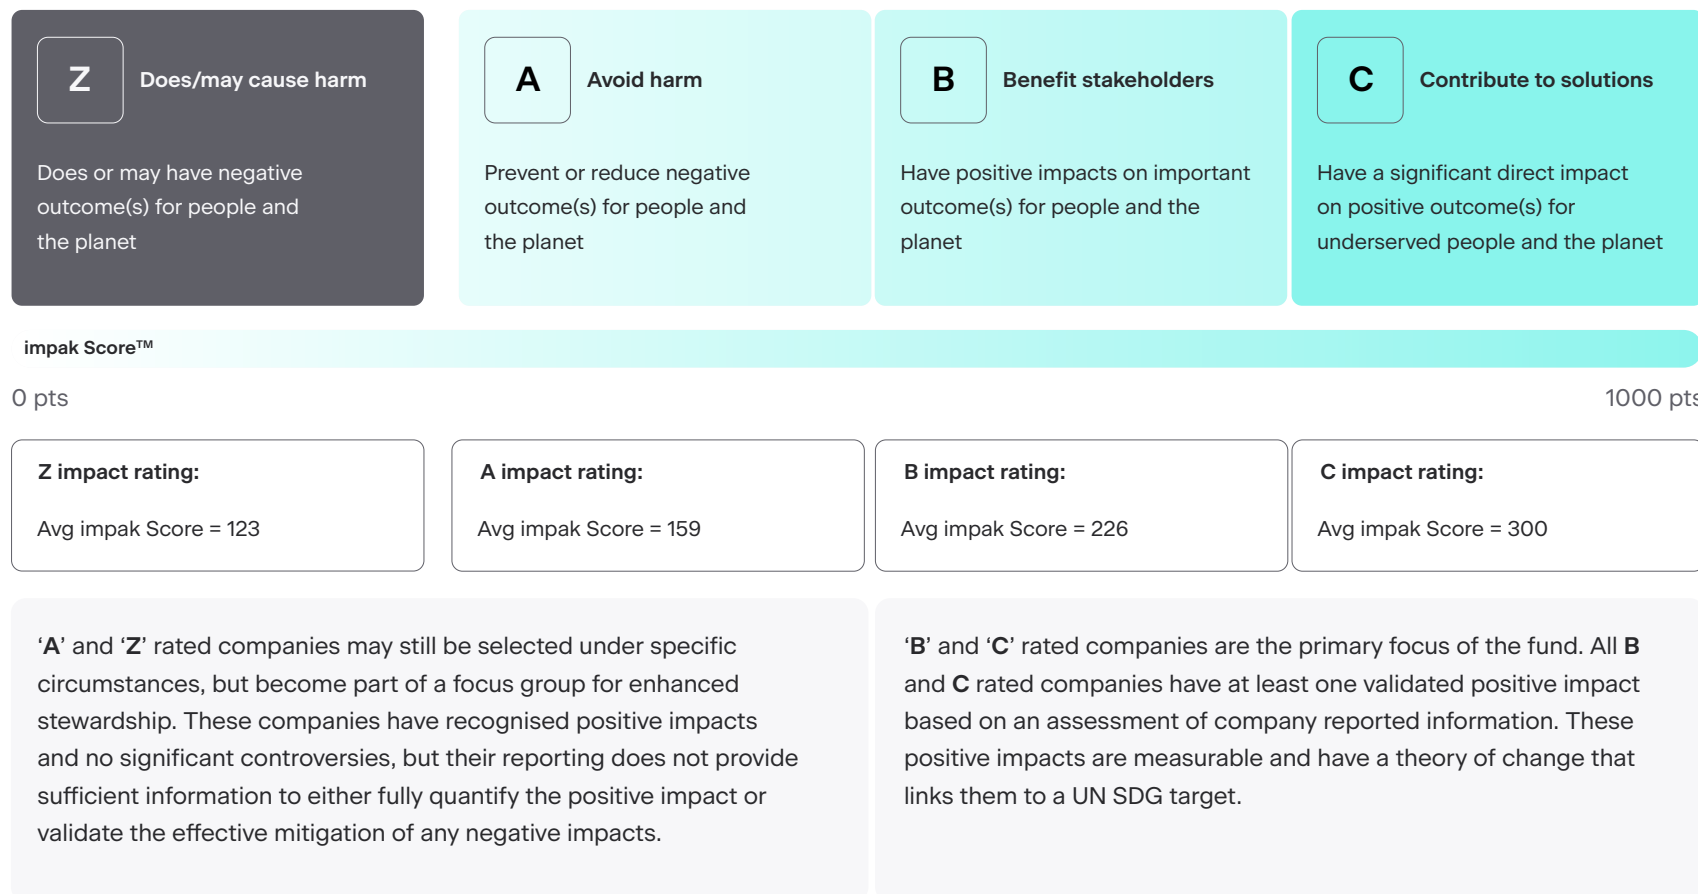 Z
Does/may cause harm
Does or may have negative
outcome(s) for people and
the planet
A
Avoid harm
Prevent or reduce negative
outcome(s) for people and
the planet
B
Benefit stakeholders
Have positive impacts on important
outcome(s) for people and the
planet
C
Contribute to solutions
Have a significant direct impact
on positive outcome(s) for
underserved people and the planet
impak Score™
0 pts
1000 pts
Z impact rating:
Avg impak Score = 123
A impact rating:
Avg impak Score = 159
B impact rating:
Avg impak Score = 226
C impact rating:
Avg impak Score = 300
‘A’ and ‘Z’ rated companies may still be selected under specific
circumstances, but become part of a focus group for enhanced
stewardship. These companies have recognised positive impacts
and no significant controversies, but their reporting does not provide
sufficient information to either fully quantify the positive impact or
validate the effective mitigation of any negative impacts.
‘B’ and ‘C’ rated companies are the primary focus of the fund. All B
and C rated companies have at least one validated positive impact
based on an assessment of company reported information. These
positive impacts are measurable and have a theory of change that
links them to a UN SDG target.